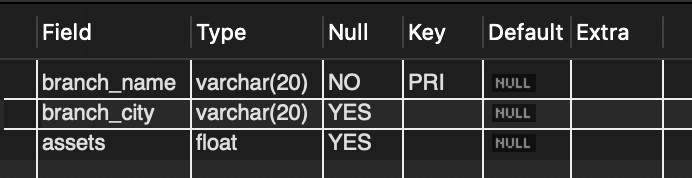 Field Type Null Key Default Extra
branch_name varchar(20) NO PRI NULL
branch_city varchar(20) YES NULL
assets float YES NULL